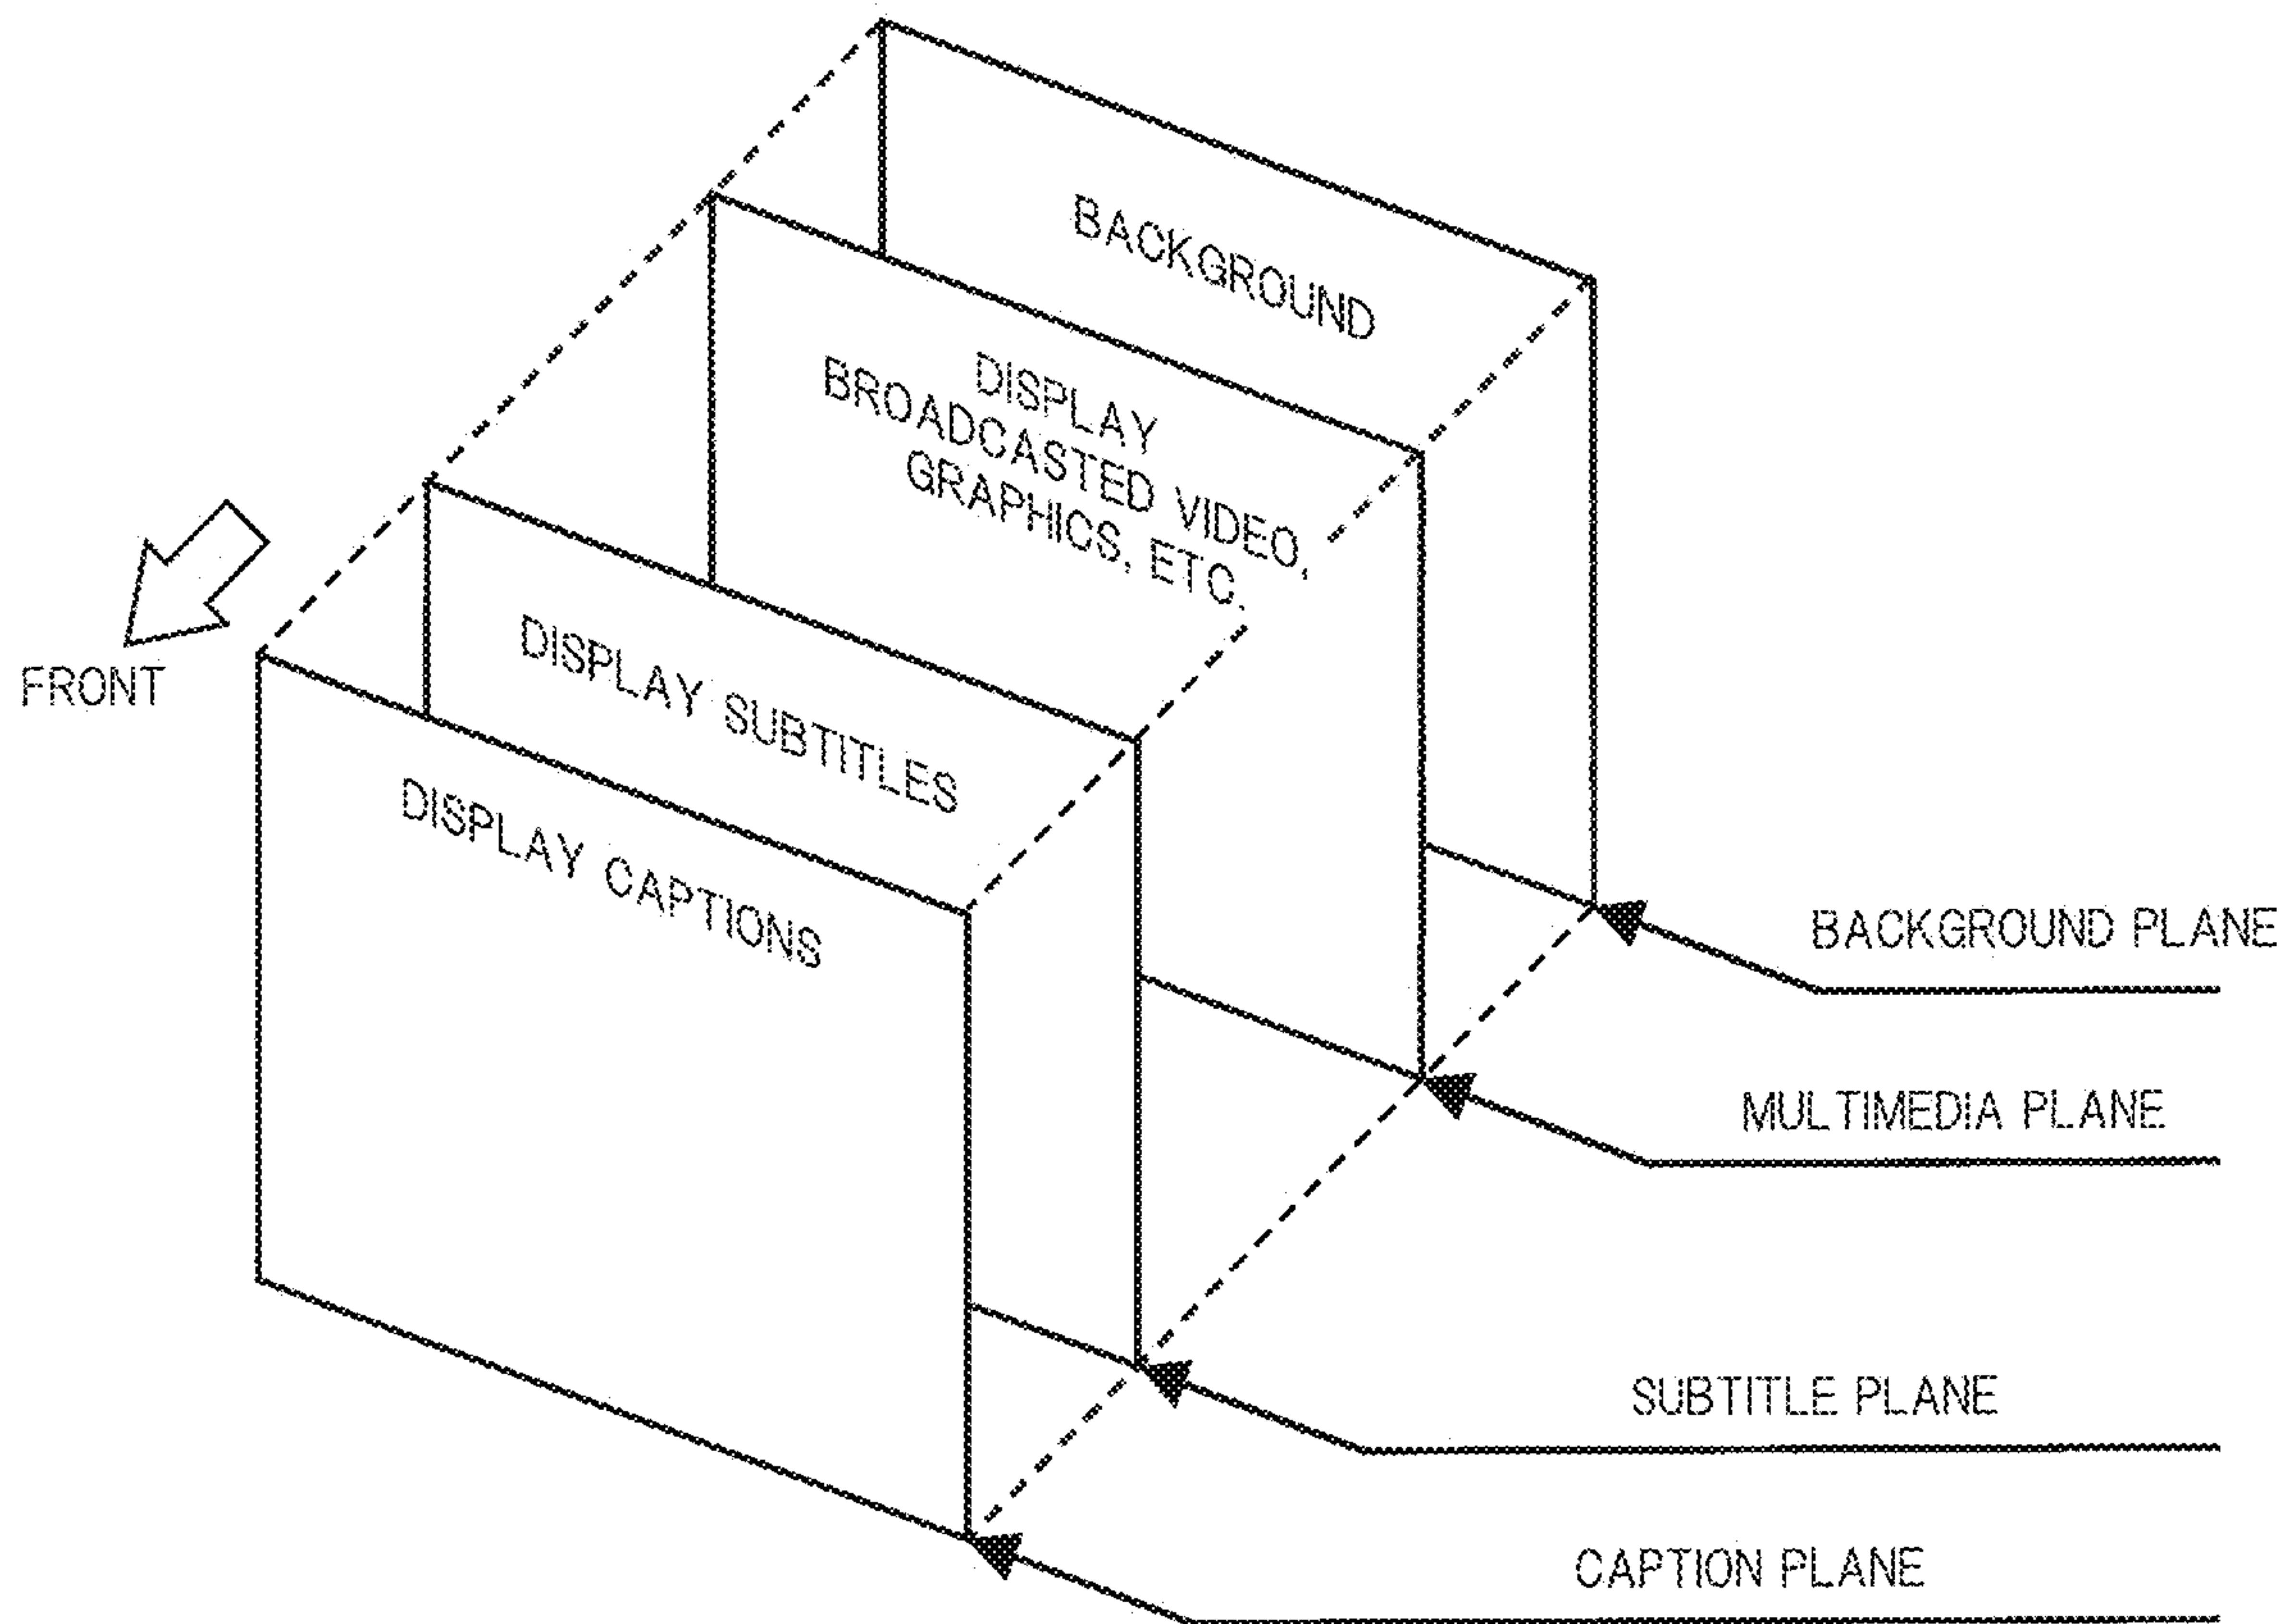 BACKGROUND
DISPLAY
BROADCASTED VIDEO,
GRAPHICS, ETC.
DISPLAY SUBTITLES
FRONT
DISPLAY CAPTIONS
BACKGROUND PLANE
MULTIMEDIA PLANE
SUBTITLE PLANE
CAPTION PLANE